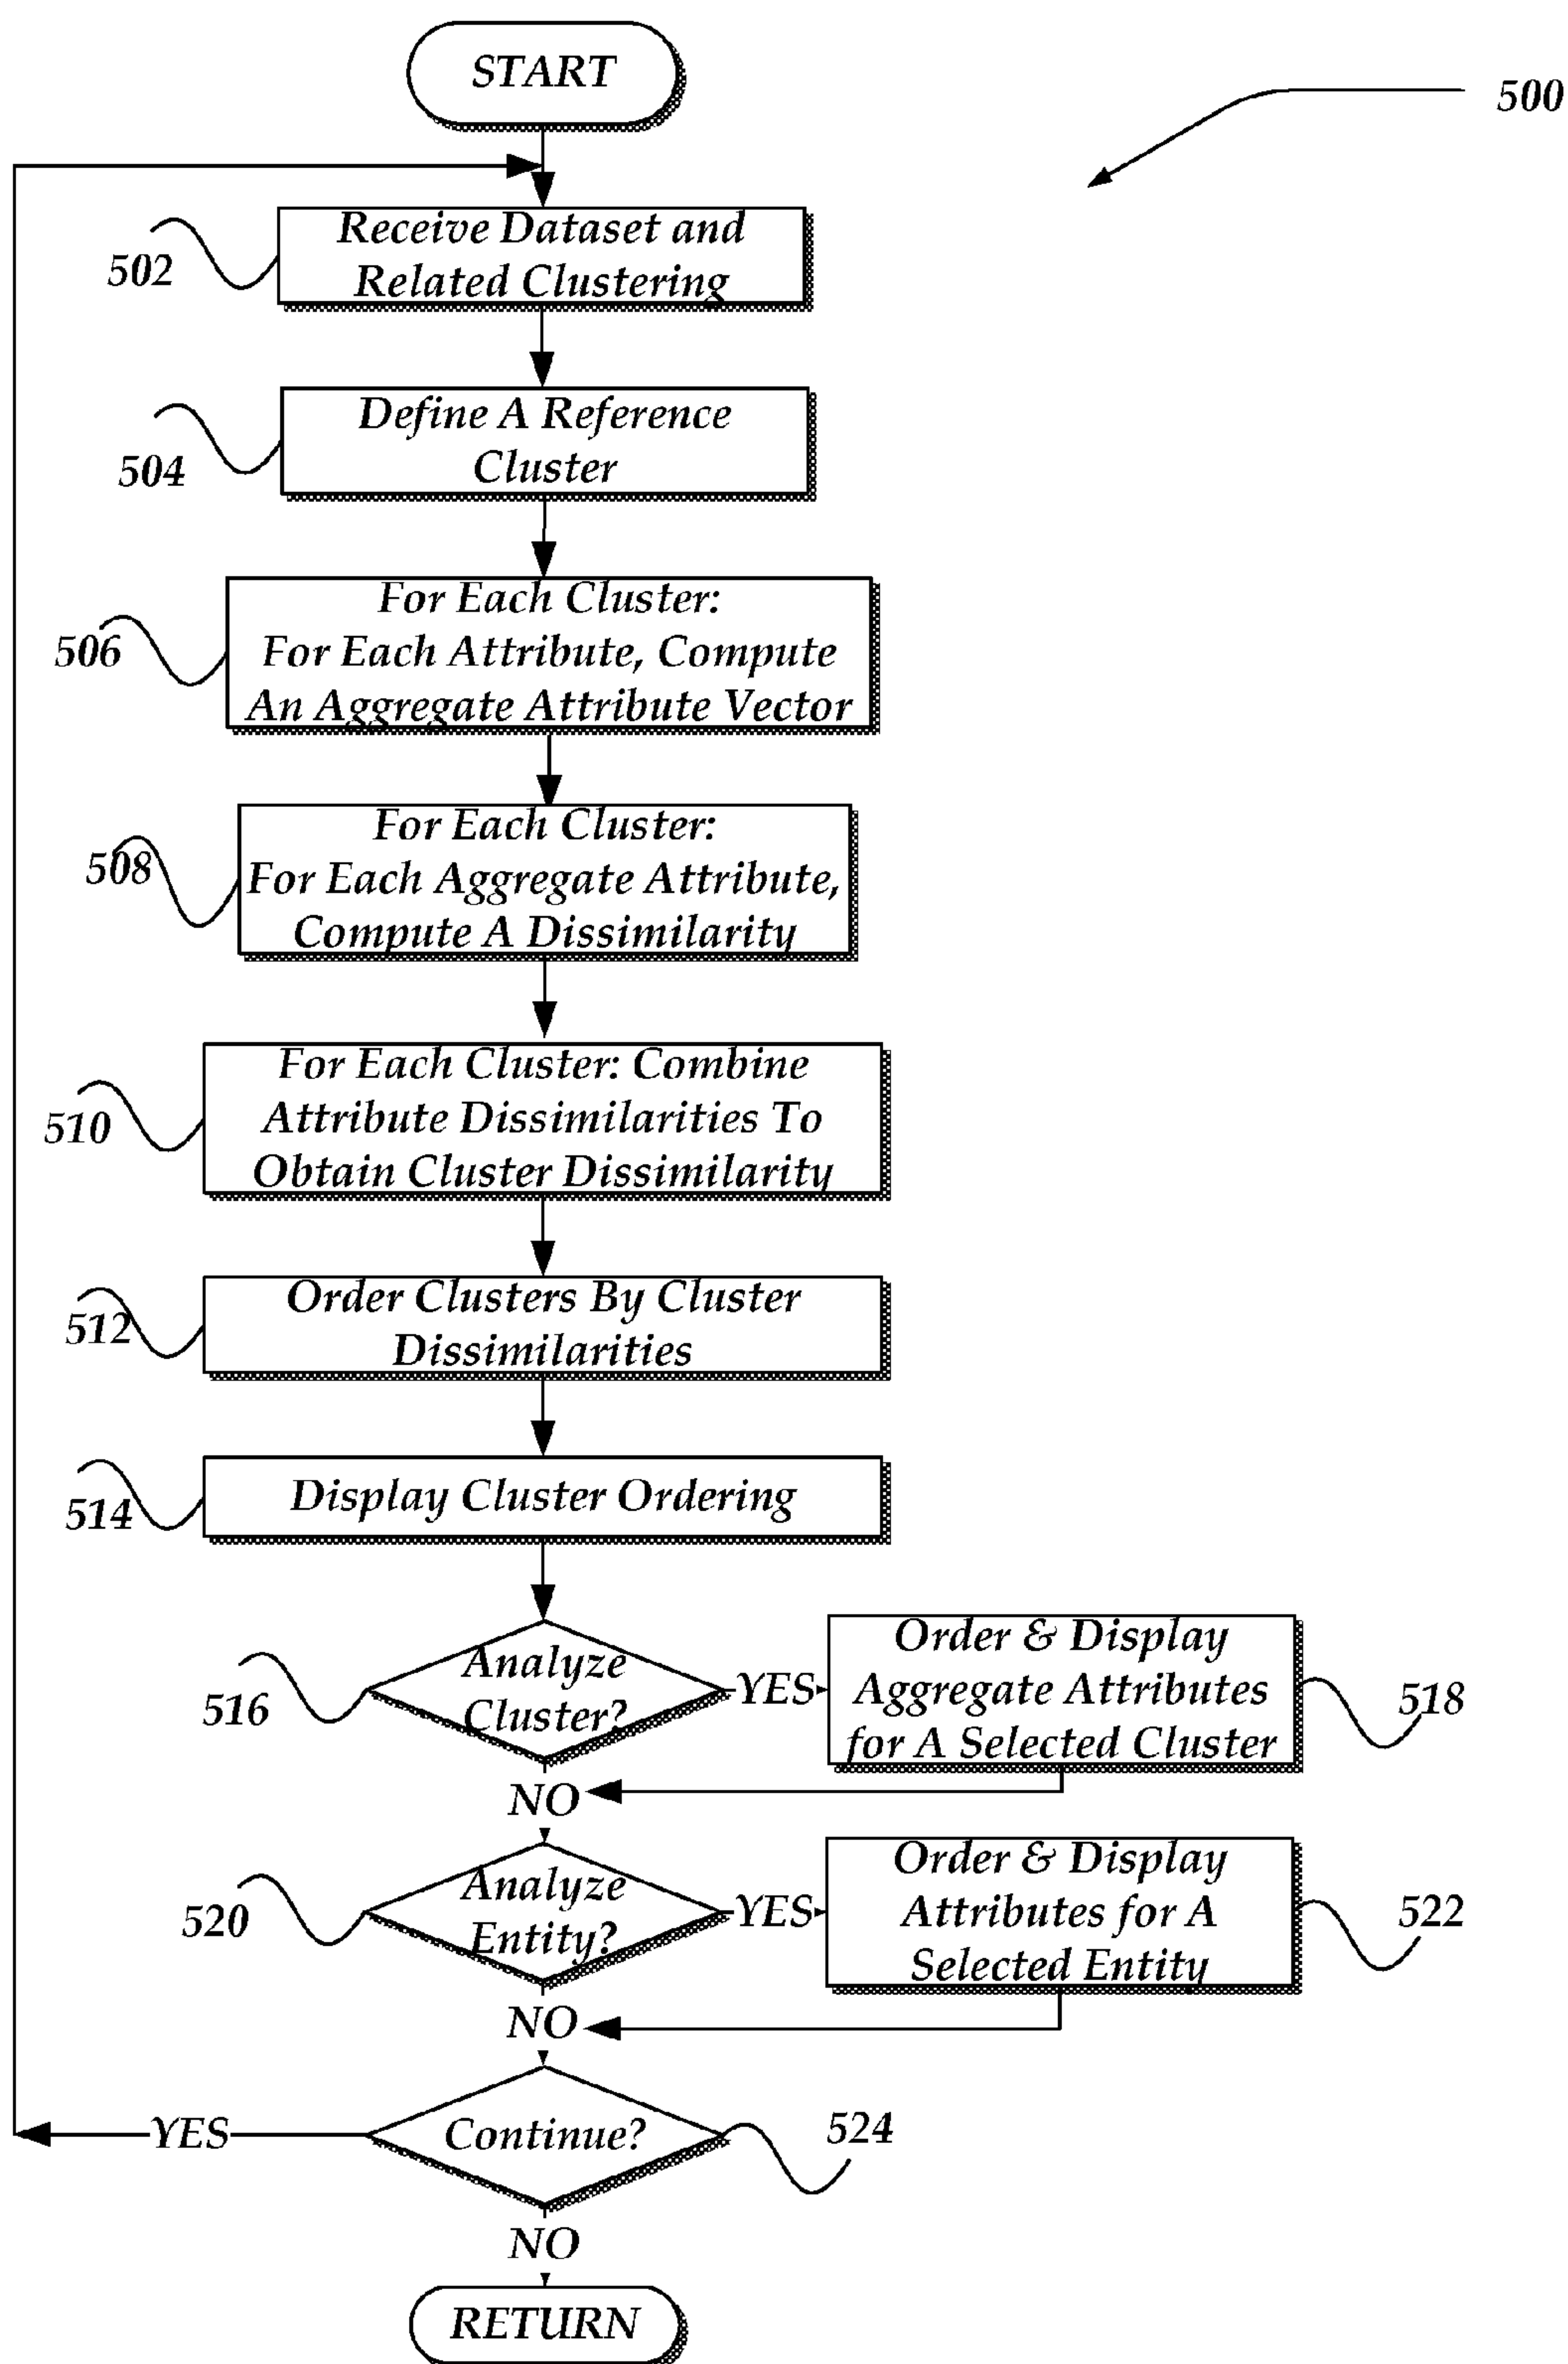 START
500
Receive Dataset and
Related Clustering
502
Define A Reference
Cluster
504
For Each Cluster:
For Each Attribute, Compute
An Aggregate Attribute Vector
506
For Each Cluster:
For Each Aggregate Attribute,
Compute A Dissimilarity
508
For Each Cluster: Combine
Attribute Dissimilarities To
Obtain Cluster Dissimilarity
510
Order Clusters By Cluster
Dissimilarities
512
Display Cluster Ordering
514
Analyze
Cluster?
516
YES
Order & Display
Aggregate Attributes
for A Selected Cluster
518
NO
Analyze
Entity?
520
YES
Order & Display
Attributes for A
Selected Entity
522
NO
Continue?
524
YES
NO
RETURN